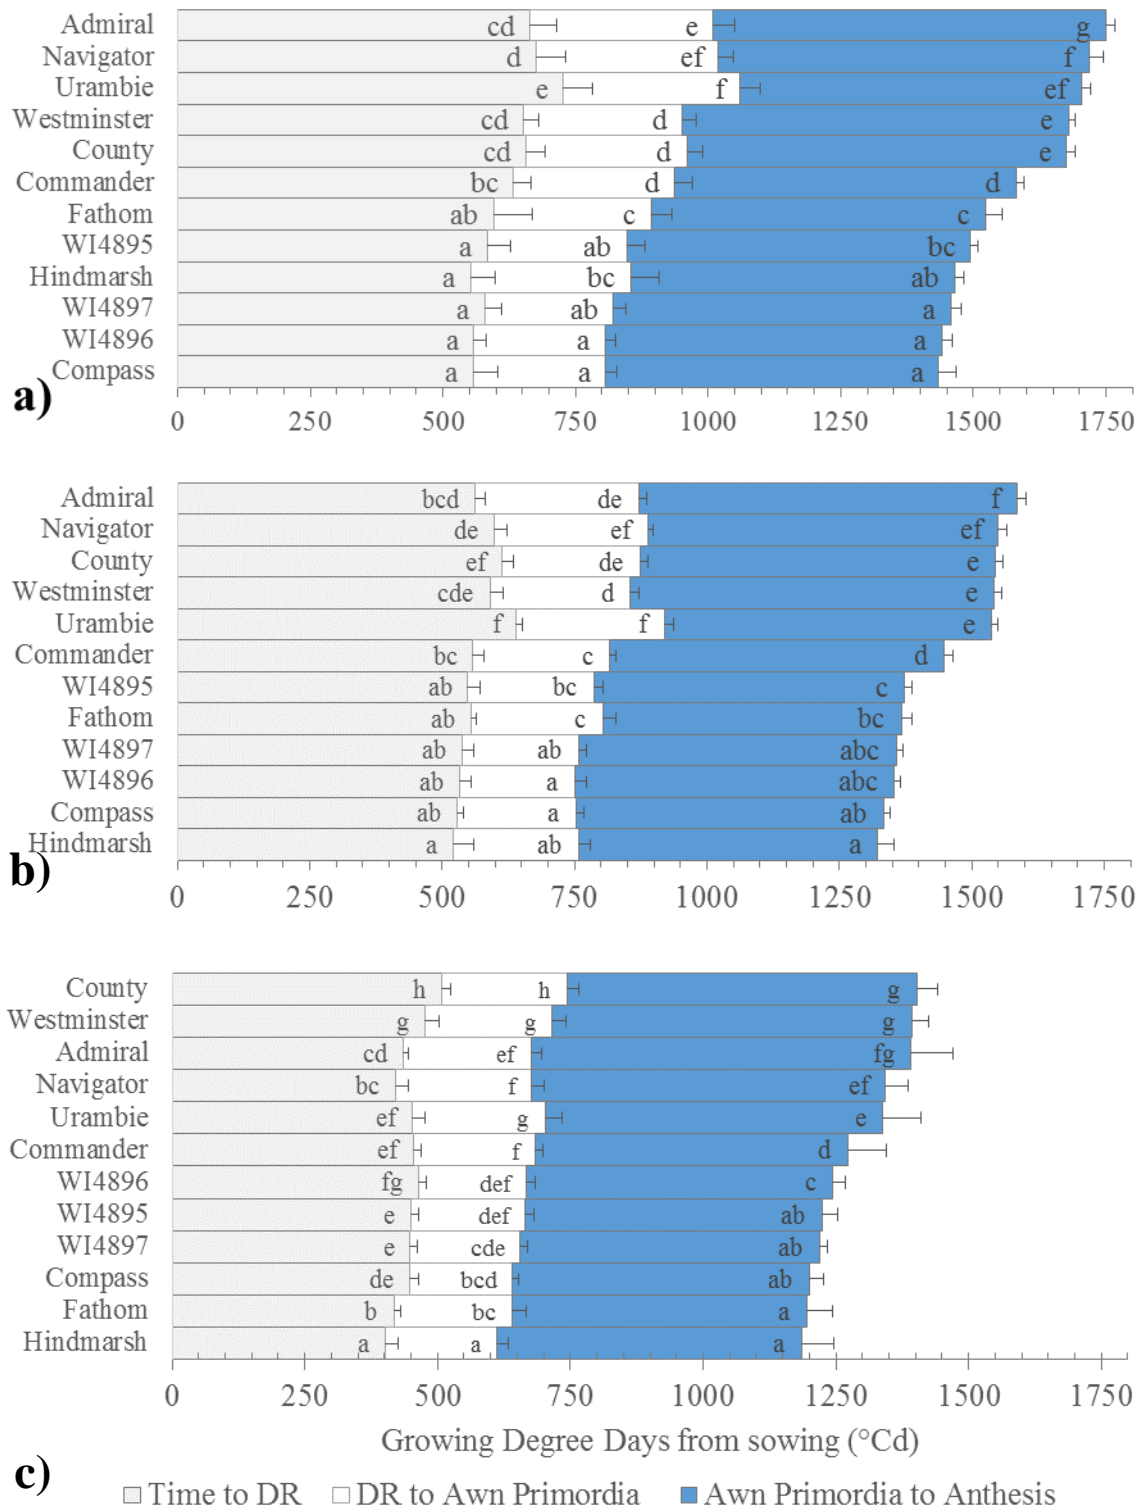 Admiral cd e g
Navigator d ef f
Urambie e f ef
Westminster cd d e
County cd d e
Commander bc d d
Fathom ab c c
WI4895 a ab bc
Hindmarsh a bc ab
WI4897 a ab a
WI4896 a a a
Compass a a a
a)
0 250 500 750 1000 1250 1500 1750
Admiral bcd de f
Navigator de ef ef
County ef de e
Westminster cde d e
Urambie f f e
Commander bc c d
WI4895 ab bc c
Fathom ab c bc
WI4897 ab ab abc
WI4896 ab a abc
Compass ab a ab
Hindmarsh a ab a
b)
0 250 500 750 1000 1250 1500 1750
County h h g
Westminster g g g
Admiral cd ef fg
Navigator bc f ef
Urambie ef g e
Commander ef f d
WI4896 fg def c
WI4895 e def ab
WI4897 e cde ab
Compass de bcd ab
Fathom b bc a
Hindmarsh a a a
0 250 500 750 1000 1250 1500 1750
Growing Degree Days from sowing (°Cd)
c)
Time to DR DR to Awn Primordia Awn Primordia to Anthesis